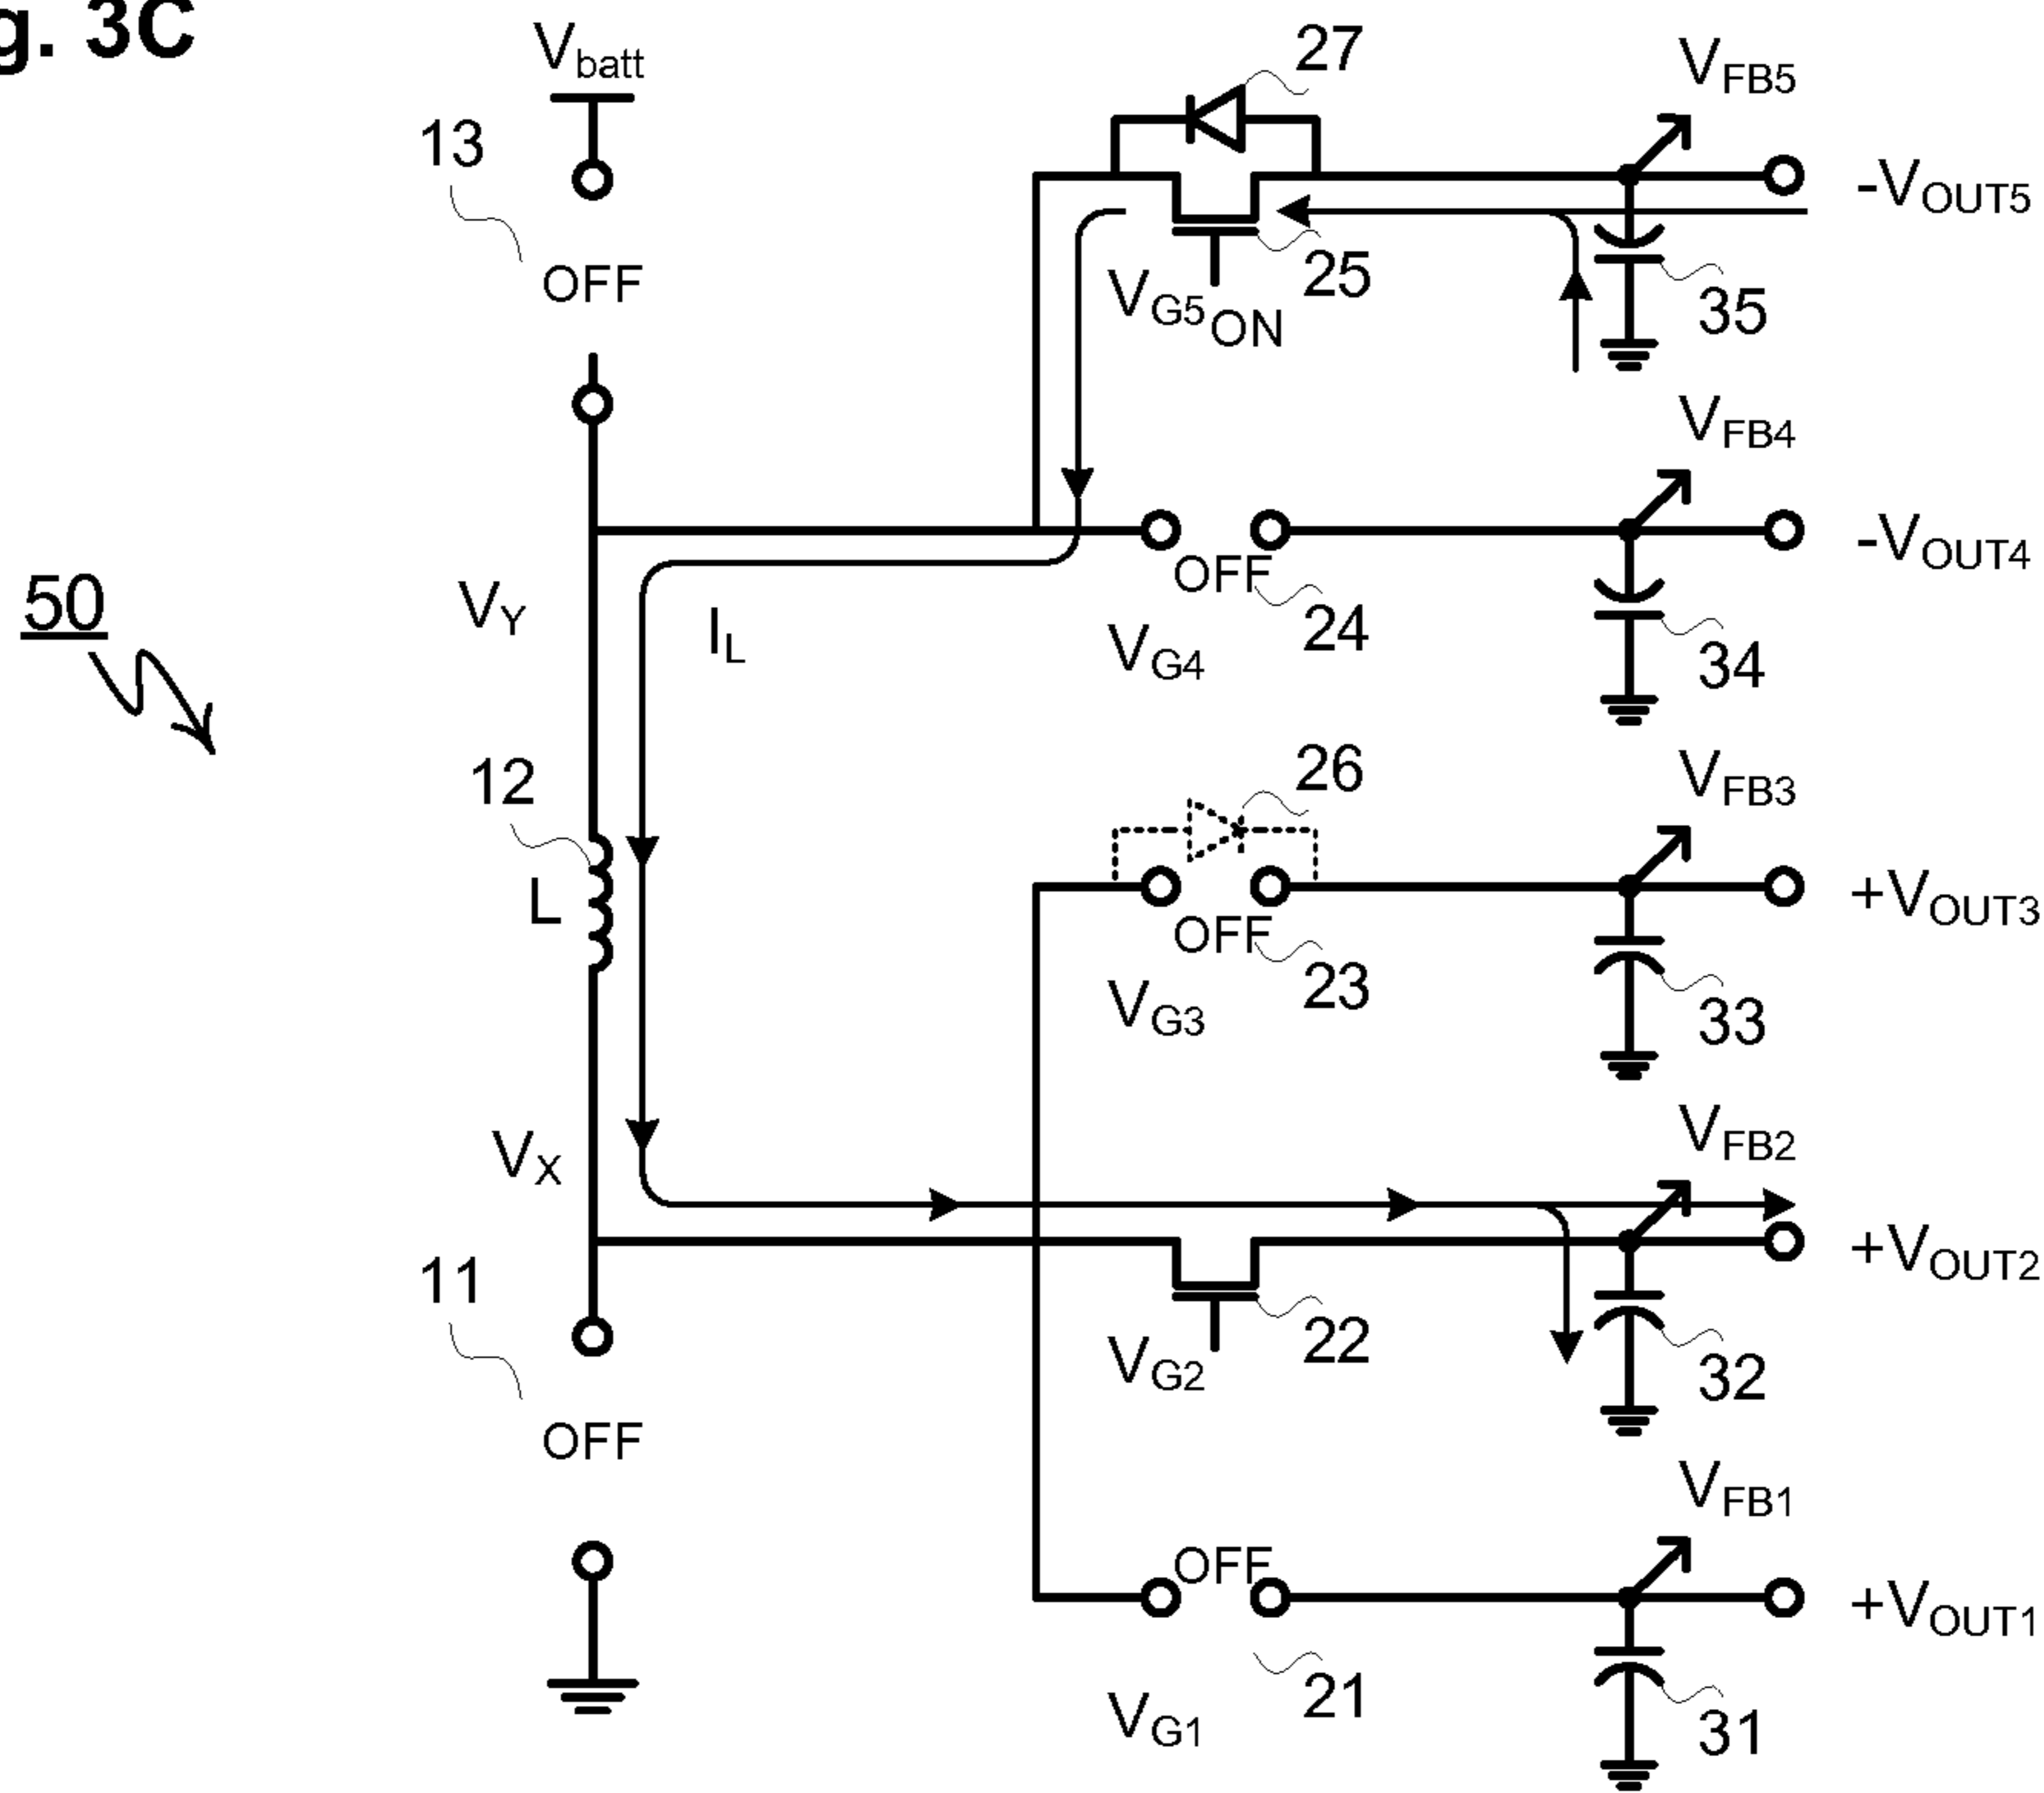 g. 3C
Vbatt
27
VFB5
13
-VOUT5
OFF
VG5
ON
25
35
VFB4
-VOUT4
OFF
24
VG4
34
50
VY
IL
12
26
VFB3
L
+VOUT3
OFF
23
VG3
33
VX
VFB2
11
+VOUT2
22
VG2
32
OFF
VFB1
OFF
+VOUT1
21
VG1
31